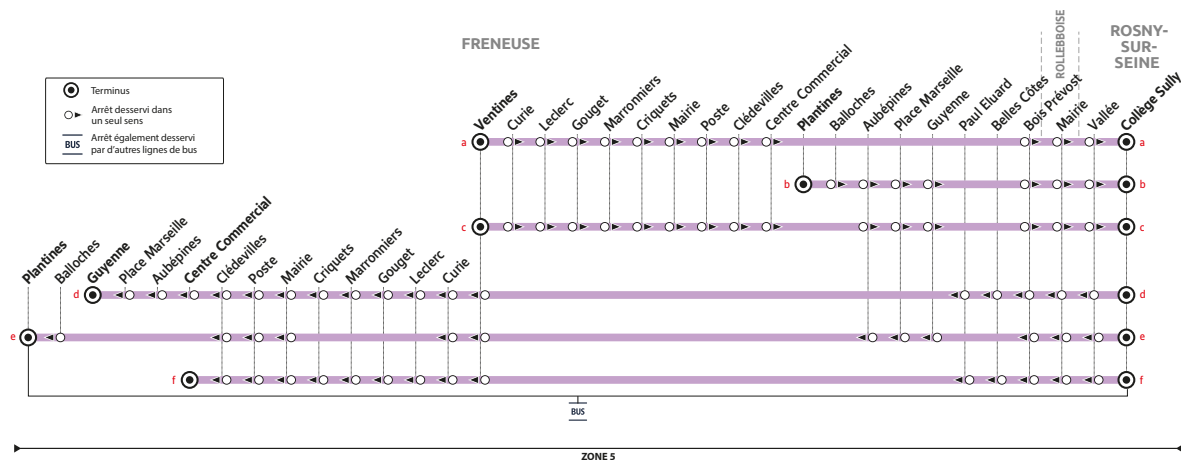 FRENEUSE
ROLLEBBOISE
ROSNY-
SUR-
SEINE
Terminus
Arrêt desservi dans
un seul sens
BUS
Arrêt également desservi
par d'autres lignes de bus
Ventines
Curie
Leclerc
Gouget
Marronniers
Criquets
Mairie
Poste
Clédevilles
Centre Commercial
Plantines
Balloches
Aubépines
Place Marseille
Guyenne
Paul Eluard
Belles Côtes
Bois Prévost
Mairie
Vallée
Collège Sully
a
a
b
b
c
c
Plantines
Balloches
Guyenne
Place Marseille
Aubépines
Centre Commercial
Clédevilles
Poste
Mairie
Criquets
Marronniers
Gouget
Leclerc
Curie
d
d
e
e
f
f
BUS
ZONE 5